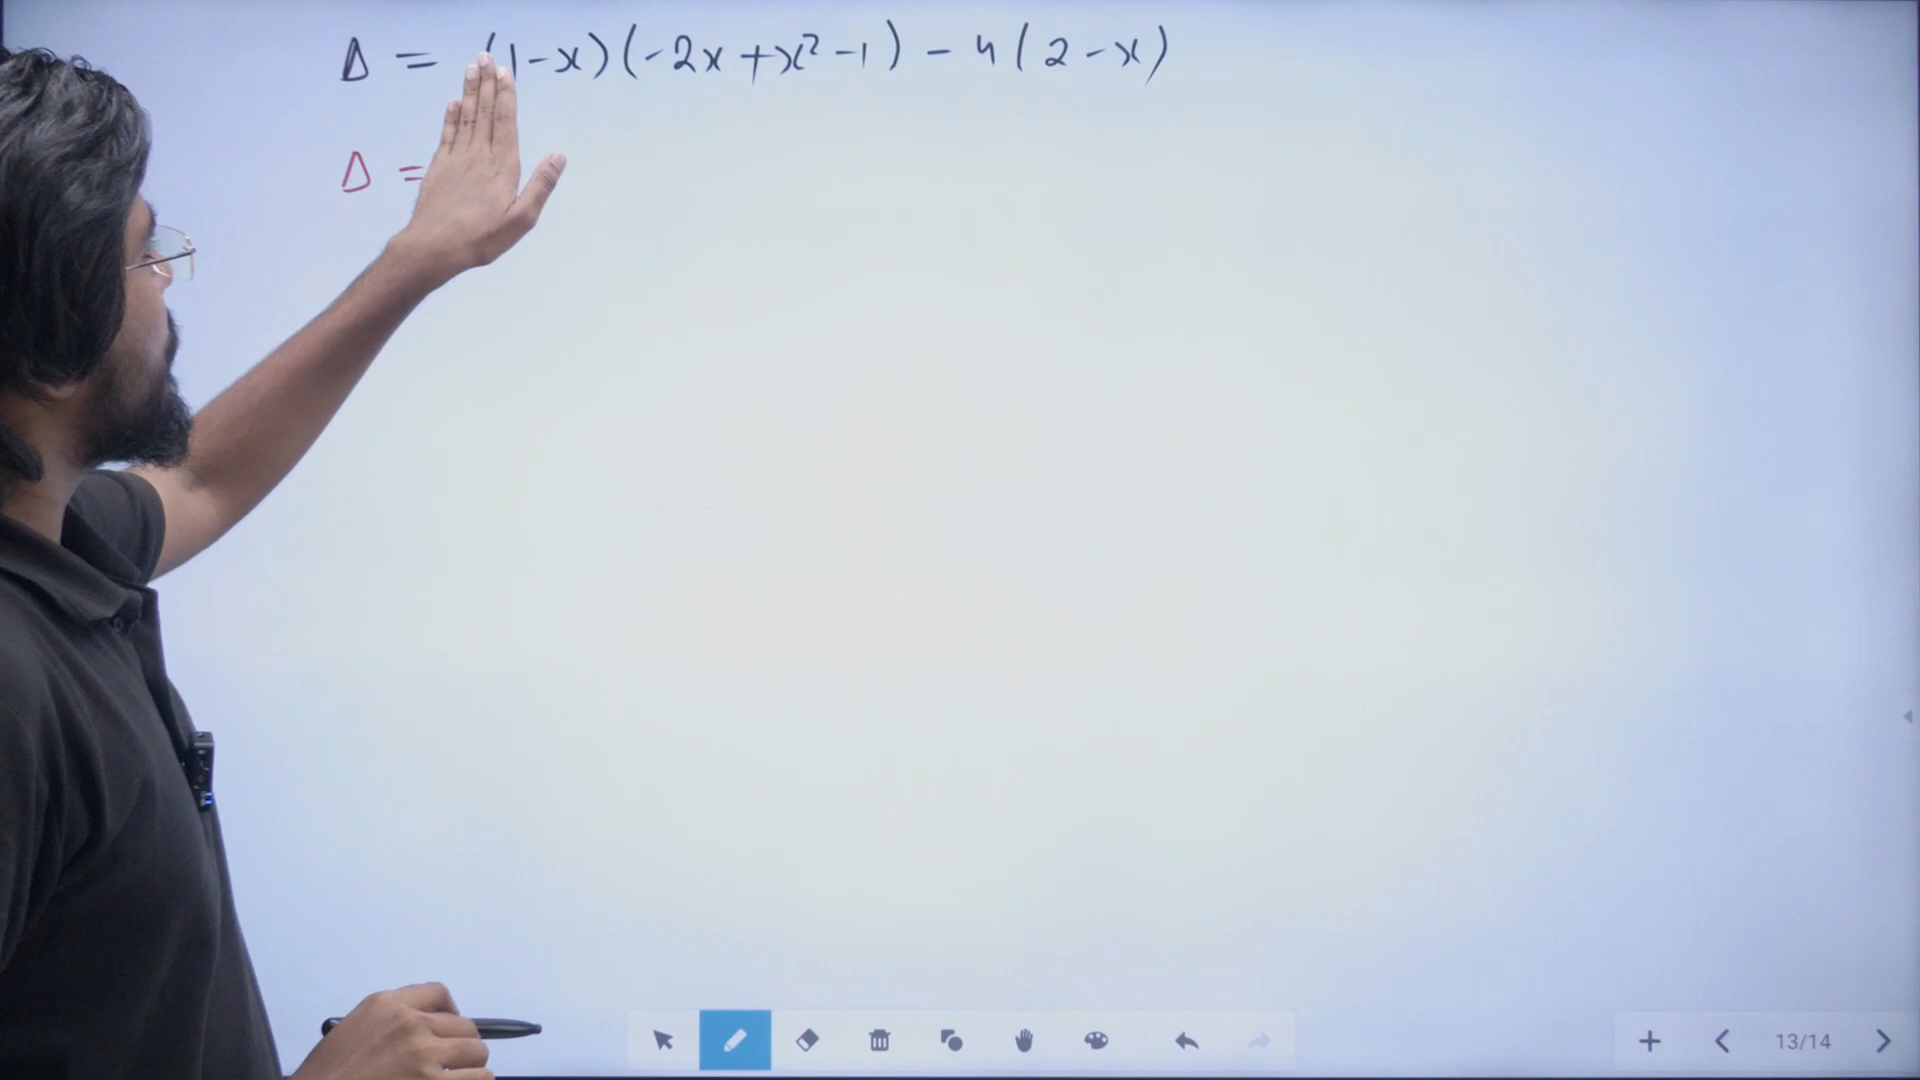 Δ = (1-x)(-2x+x²-1) - 4(2-x)
Δ =
13/14